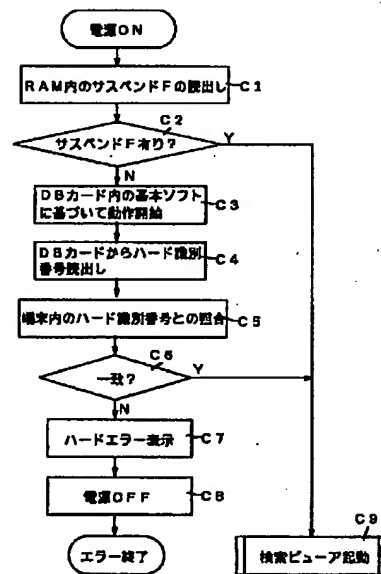 電源ON
RAM内のサスペンドFの読出し
C1
C2
サスペンドF有り?
Y
N
DBカード内の基本ソフト
に基づいて動作開始
C3
DBカードからハード識別
番号読出し
C4
端末内のハード識別番号との照合
C5
C6
一致?
Y
N
ハードエラー表示
C7
電源OFF
C8
C9
エラー終了
検索ビューア起動